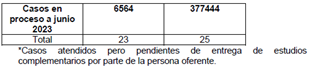 Casos en
proceso a junio
2023
6564
377444
Total
23
25
*Casos atendidos pero pendientes de entrega de estudios
complementarios por parte de la persona oferente.